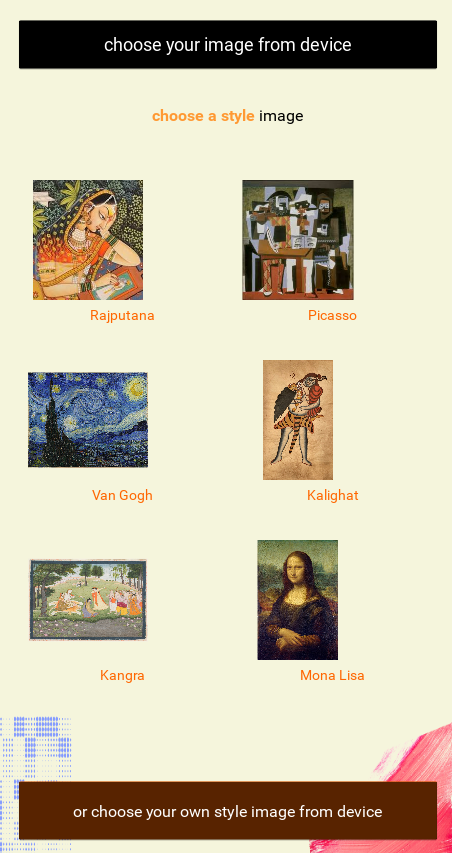 choose your image from device
choose a style image
Rajputana
Picasso
Van Gogh
Kalighat
Kangra
Mona Lisa
or choose your own style image from device